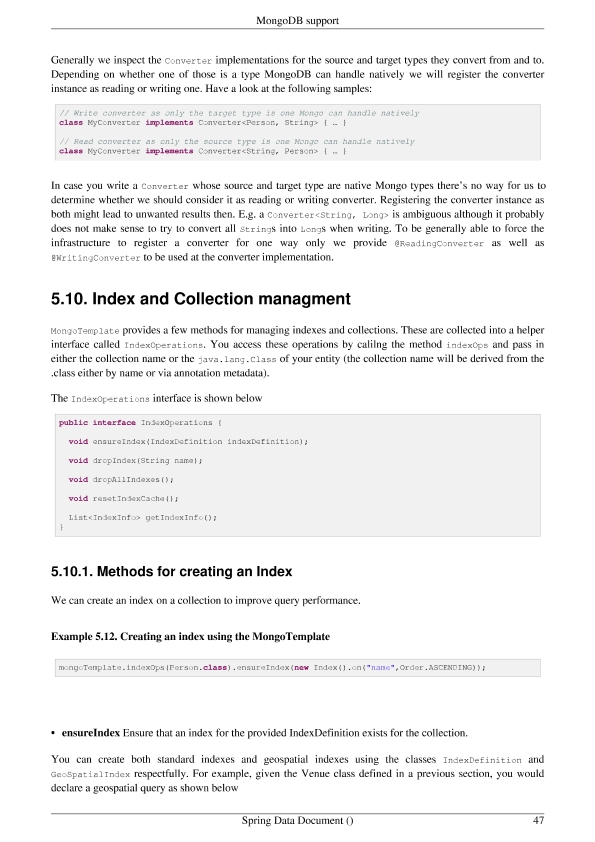 MongoDB support
Generally we inspect the Converter implementations for the source and target types they convert from and to.
Depending on whether one of those is a type MongoDB can handle natively we will register the converter
instance as reading or writing one. Have a look at the following samples:
// Write converter as only the target type is one Mongo can handle natively
class MyConverter implements Converter<Person, String> { … }
// Read converter as only the source type is one Mongo can handle natively
class MyConverter implements Converter<String, Person> { … }
In case you write a Converter whose source and target type are native Mongo types there's no way for us to
determine whether we should consider it as reading or writing converter. Registering the converter instance as
both might lead to unwanted results then. E.g. a Converter<String, Long> is ambiguous although it probably
does not make sense to try to convert all Strings into Longs when writing. To be generally able to force the
infrastructure to register a converter for one way only we provide @ReadingConverter as well as
@WritingConverter to be used at the converter implementation.
5.10. Index and Collection managment
MongoTemplate provides a few methods for managing indexes and collections. These are collected into a helper
interface called IndexOperations. You access these operations by calilng the method indexOps and pass in
either the collection name or the java.lang.Class of your entity (the collection name will be derived from the
.class either by name or via annotation metadata).
The IndexOperations interface is shown below
public interface IndexOperations {
void ensureIndex(IndexDefinition indexDefinition);
void dropIndex(String name);
void dropAllIndexes();
void resetIndexCache();
List<IndexInfo> getIndexInfo();
}
5.10.1. Methods for creating an Index
We can create an index on a collection to improve query performance.
Example 5.12. Creating an index using the MongoTemplate
mongoTemplate.indexOps(Person.class).ensureIndex(new Index().on("name",Order.ASCENDING));
• ensureIndex Ensure that an index for the provided IndexDefinition exists for the collection.
You can create both standard indexes and geospatial indexes using the classes IndexDefinition and
GeoSpatialIndex respectfully. For example, given the Venue class defined in a previous section, you would
declare a geospatial query as shown below
Spring Data Document () 47